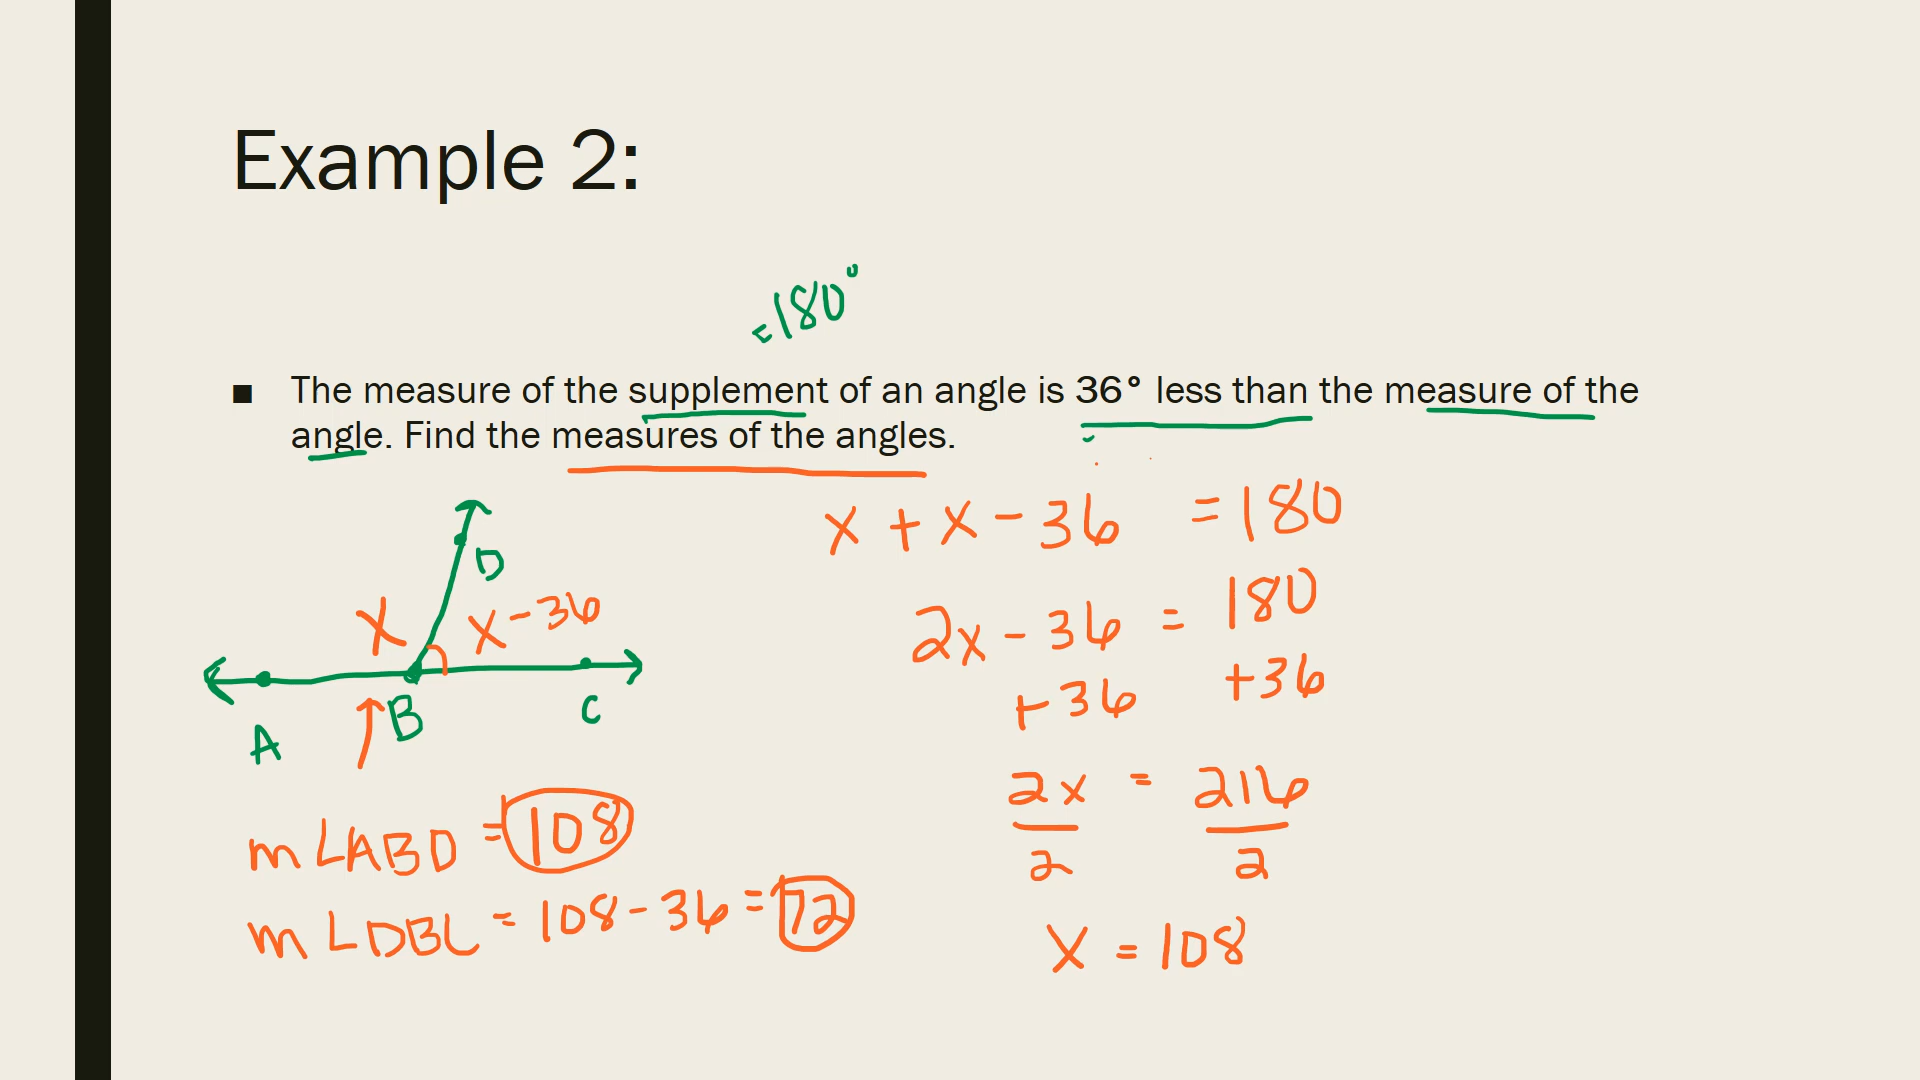 Example 2:
=180°
■ The measure of the supplement of an angle is 36° less than the measure of the
angle. Find the measures of the angles.
x + x - 36 = 180
D
x
x - 36
2x - 36 = 180
+36 +36
A B C
2x = 216
2 2
m∠ABD = 108
m∠DBC = 108 - 36 = 72
x = 108